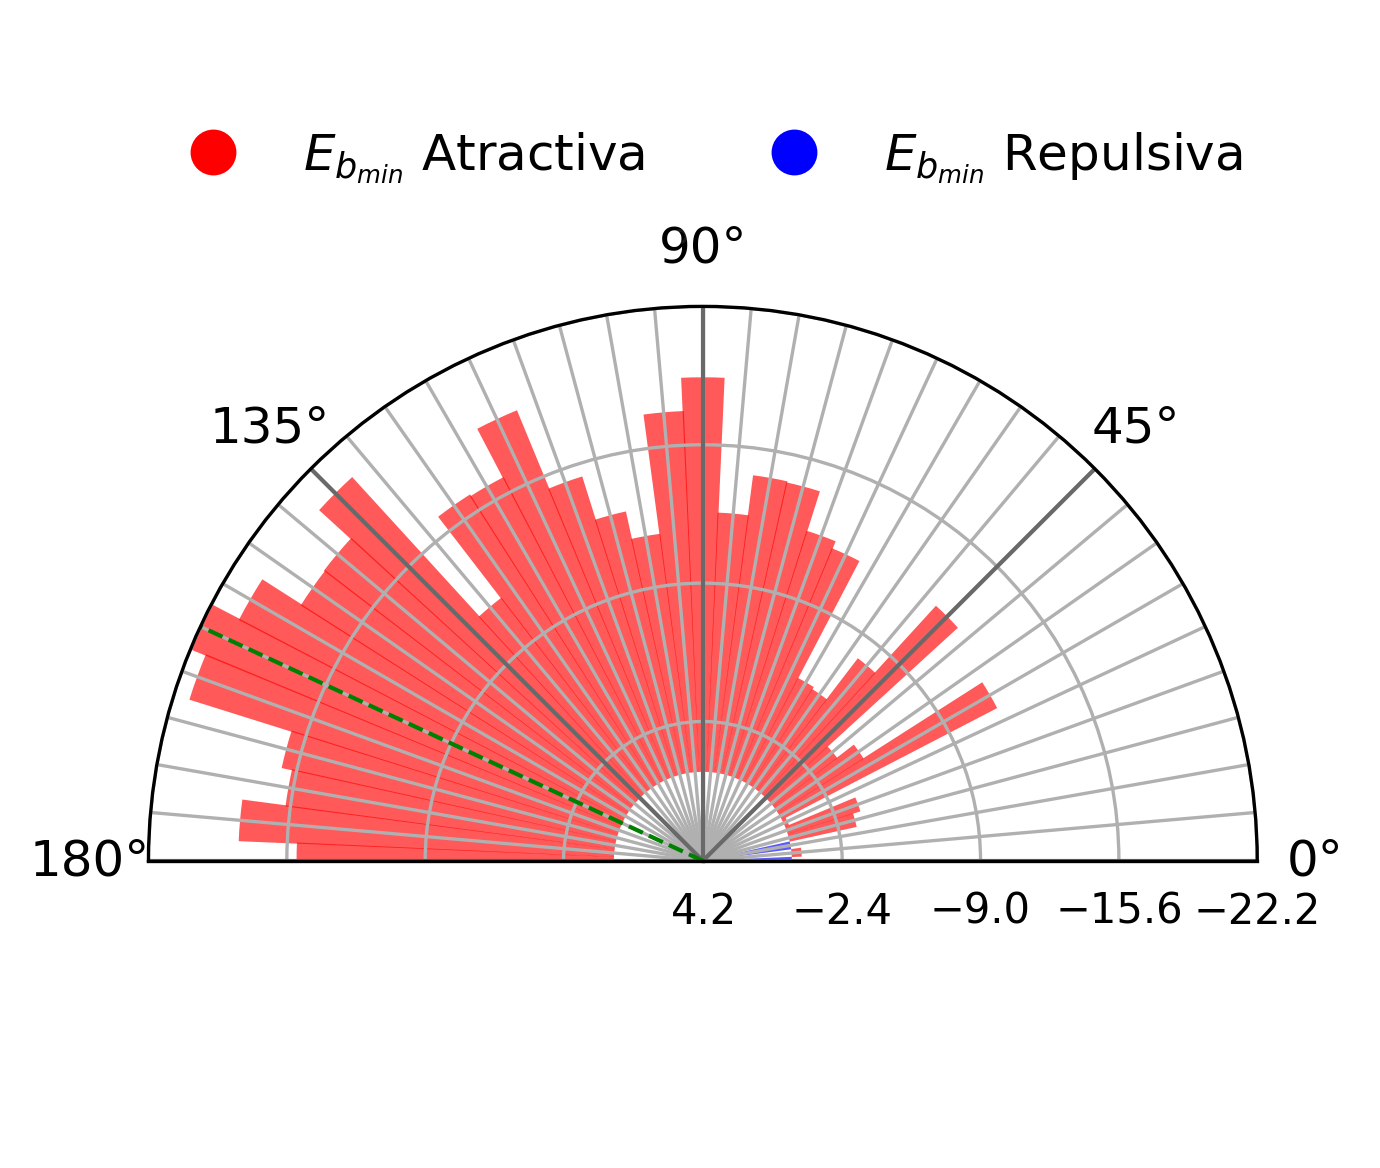 E_{b_{min}} Atractiva E_{b_{min}} Repulsiva
90°
135° 45°
180° 0°
4.2 −2.4 −9.0 −15.6 −22.2